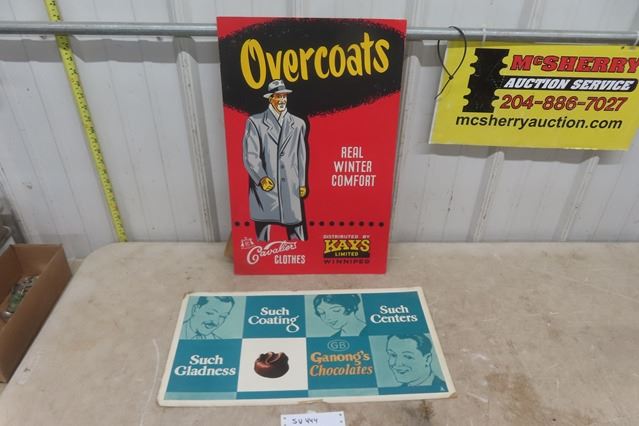 Overcoats
REAL
WINTER
COMFORT
Cavalier
CLOTHES
DISTRIBUTED BY
KAYS
LIMITED
WINNIPEG
McSHERRY
AUCTION SERVICE
204-886-7027
mcsherryauction.com
Such
Coating
Such
Centers
Such
Gladness
GB
Ganong's
Chocolates
SU 444